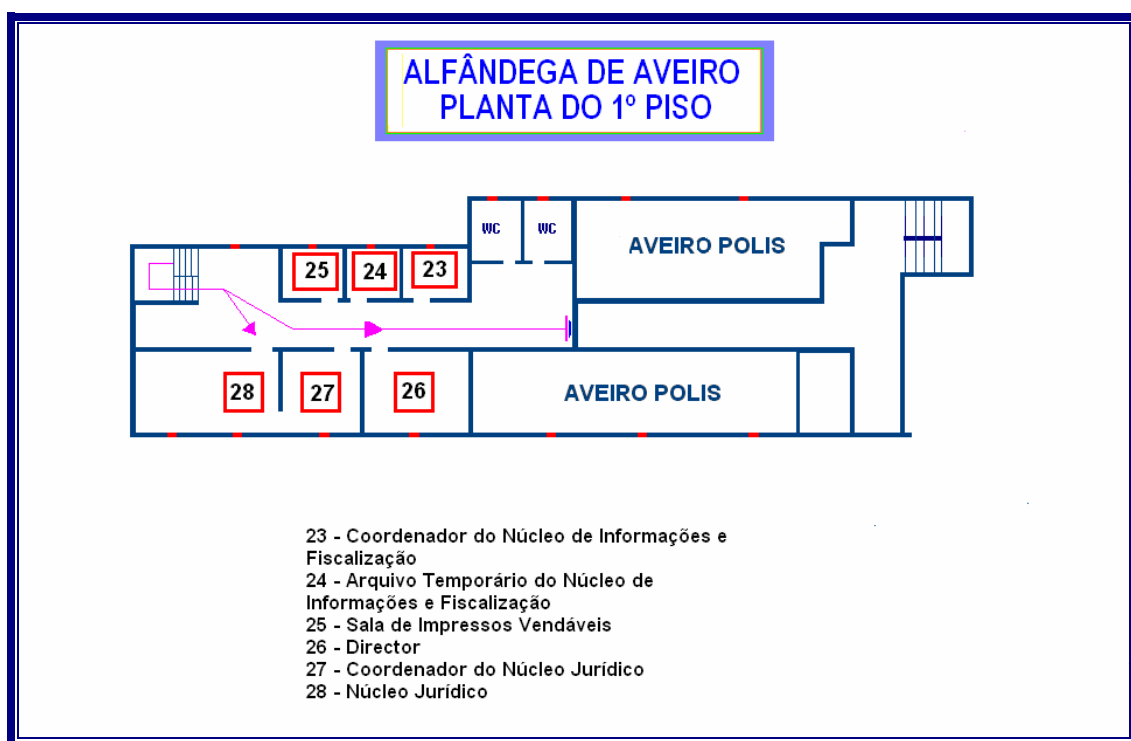 ALFÂNDEGA DE AVEIRO
PLANTA DO 1º PISO
WC
WC
AVEIRO POLIS
25
24
23
28
27
26
AVEIRO POLIS
23 - Coordenador do Núcleo de Informações e
Fiscalização
24 - Arquivo Temporário do Núcleo de
Informações e Fiscalização
25 - Sala de Impressos Vendáveis
26 - Director
27 - Coordenador do Núcleo Jurídico
28 - Núcleo Jurídico